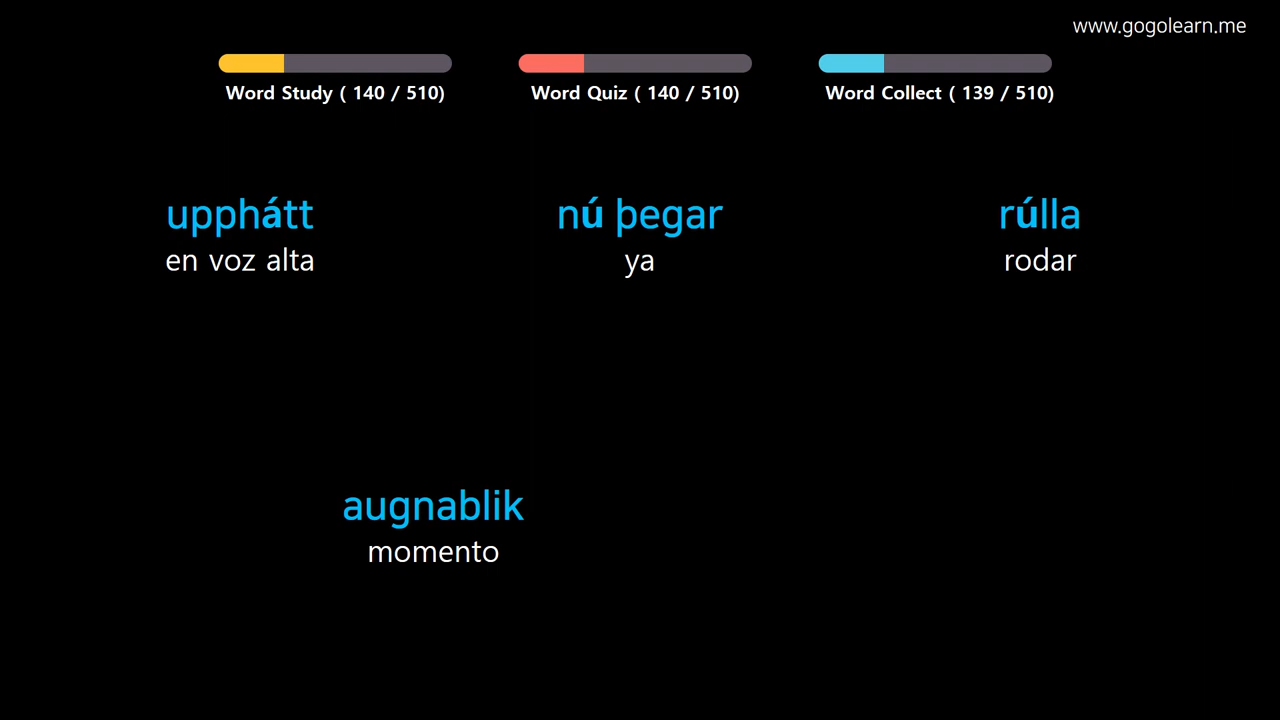 www.gogolearn.me
Word Study ( 140 / 510)
Word Quiz ( 140 / 510)
Word Collect ( 139 / 510)
upphátt
en voz alta
nú þegar
ya
rúlla
rodar
augnablik
momento